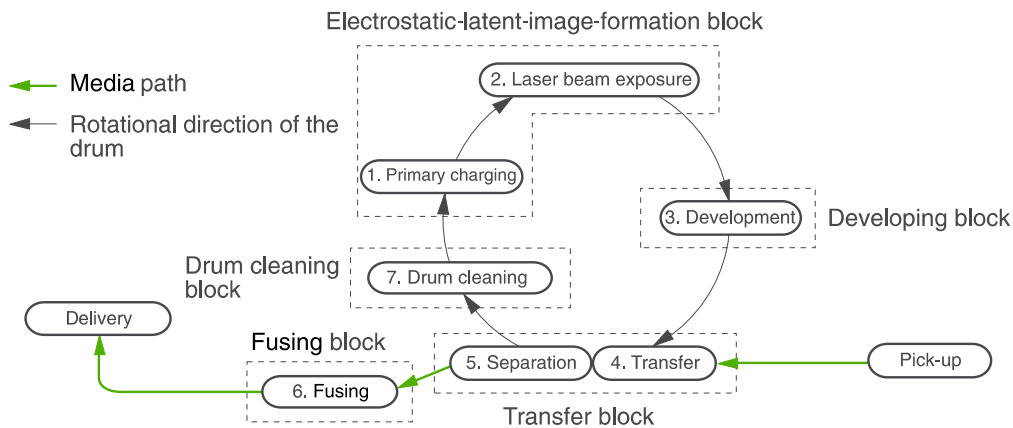 Electrostatic-latent-image-formation block
Media path
Rotational direction of the
drum
2. Laser beam exposure
1. Primary charging
3. Development
Developing block
Drum cleaning
block
7. Drum cleaning
Delivery
Fusing block
6. Fusing
5. Separation
4. Transfer
Pick-up
Transfer block